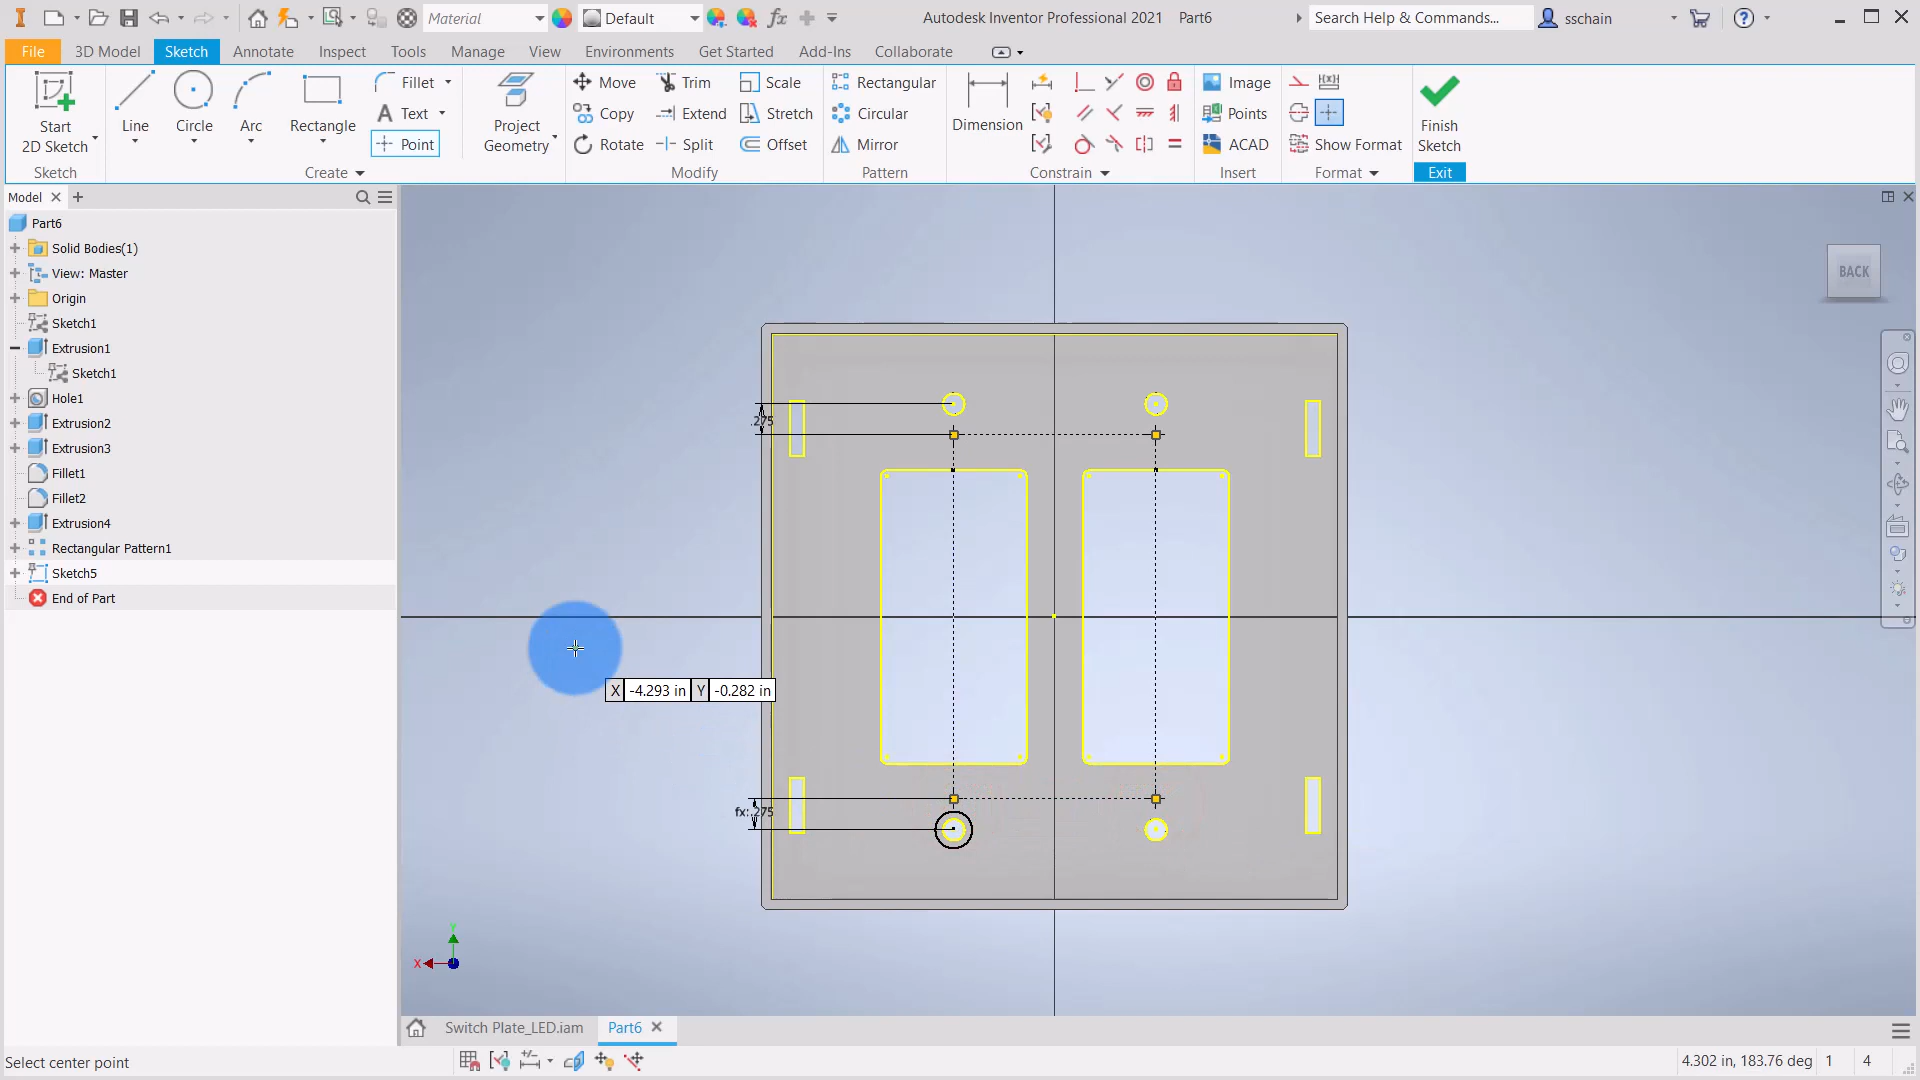 Material
Default
Autodesk Inventor Professional 2021 Part6
Search Help & Commands...
sschain
File 3D Model Sketch Annotate Inspect Tools Manage View Environments Get Started Add-Ins Collaborate
Start
2D Sketch
Line
Circle
Arc
Rectangle
Fillet
Text
Point
Project
Geometry
Move
Copy
Rotate
Trim
Extend
Split
Scale
Stretch
Offset
Rectangular
Circular
Mirror
Dimension
Image
Points
ACAD
Show Format
Finish
Sketch
Sketch Create Modify Pattern Constrain Insert Format Exit
Model
Part6
Solid Bodies(1)
View: Master
Origin
Sketch1
Extrusion1
Sketch1
Hole1
Extrusion2
Extrusion3
Fillet1
Fillet2
Extrusion4
Rectangular Pattern1
Sketch5
End of Part
BACK
.275
X -4.293 in Y -0.282 in
fx:.275
Y
X
Switch Plate_LED.iam Part6
Select center point
4.302 in, 183.76 deg 1 4